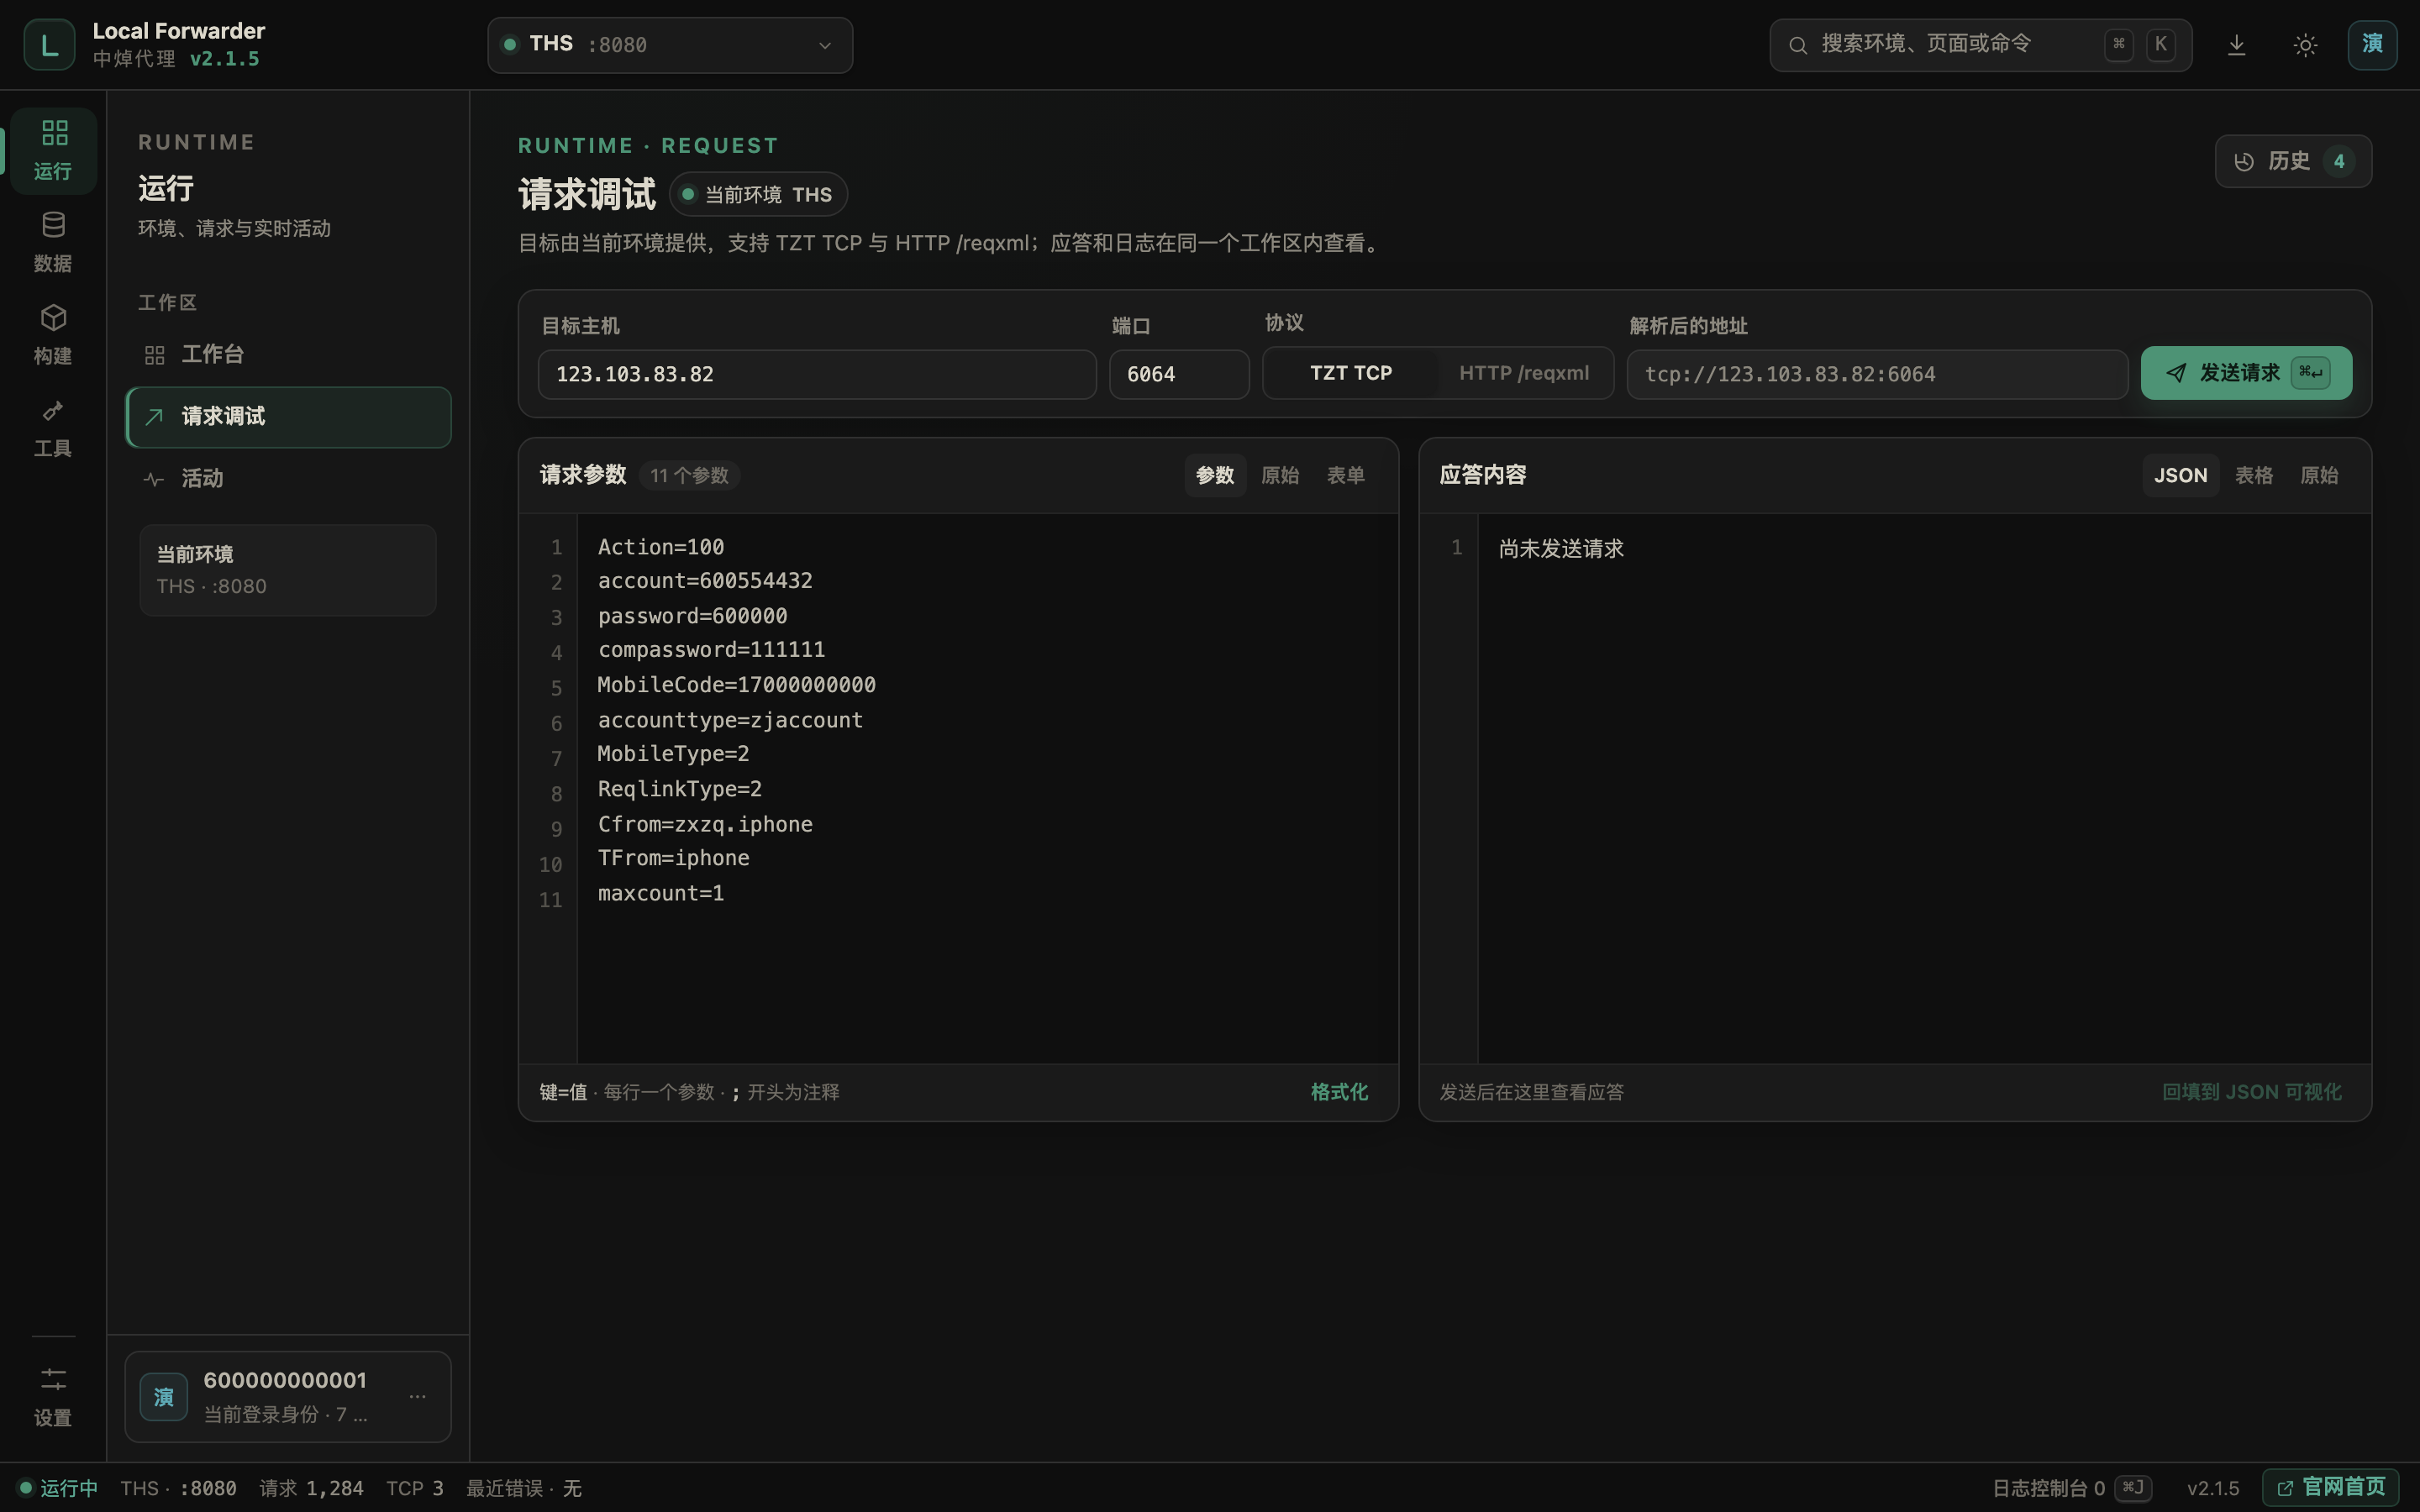 L
Local Forwarder
中焯代理 v2.1.5
THS :8080
搜索环境、页面或命令 ⌘ K
演
运行
数据
构建
工具
设置
RUNTIME
运行
环境、请求与实时活动
工作区
工作台
请求调试
活动
当前环境
THS · :8080
演
600000000001
当前登录身份 · 7 ...
RUNTIME · REQUEST
请求调试 当前环境 THS
目标由当前环境提供，支持 TZT TCP 与 HTTP /reqxml；应答和日志在同一个工作区内查看。
历史 4
目标主机 端口 协议 解析后的地址
123.103.83.82 6064 TZT TCP HTTP /reqxml tcp://123.103.83.82:6064 发送请求 ⌘↵
请求参数 11 个参数 参数 原始 表单
1 Action=100
2 account=600554432
3 password=600000
4 compassword=111111
5 MobileCode=17000000000
6 accounttype=zjaccount
7 MobileType=2
8 ReqlinkType=2
9 Cfrom=zxzq.iphone
10 TFrom=iphone
11 maxcount=1
键=值 · 每行一个参数 · ; 开头为注释 格式化
应答内容 JSON 表格 原始
1 尚未发送请求
发送后在这里查看应答 回填到 JSON 可视化
运行中 THS · :8080 请求 1,284 TCP 3 最近错误 · 无
日志控制台 0 ⌘J v2.1.5 官网首页